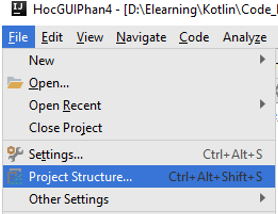 HocGUIPhan4 - [D:\Elearning\Kotlin\Code_
File Edit View Navigate Code Analyze
New
Open...
Open Recent
Close Project
Settings... Ctrl+Alt+S
Project Structure... Ctrl+Alt+Shift+S
Other Settings